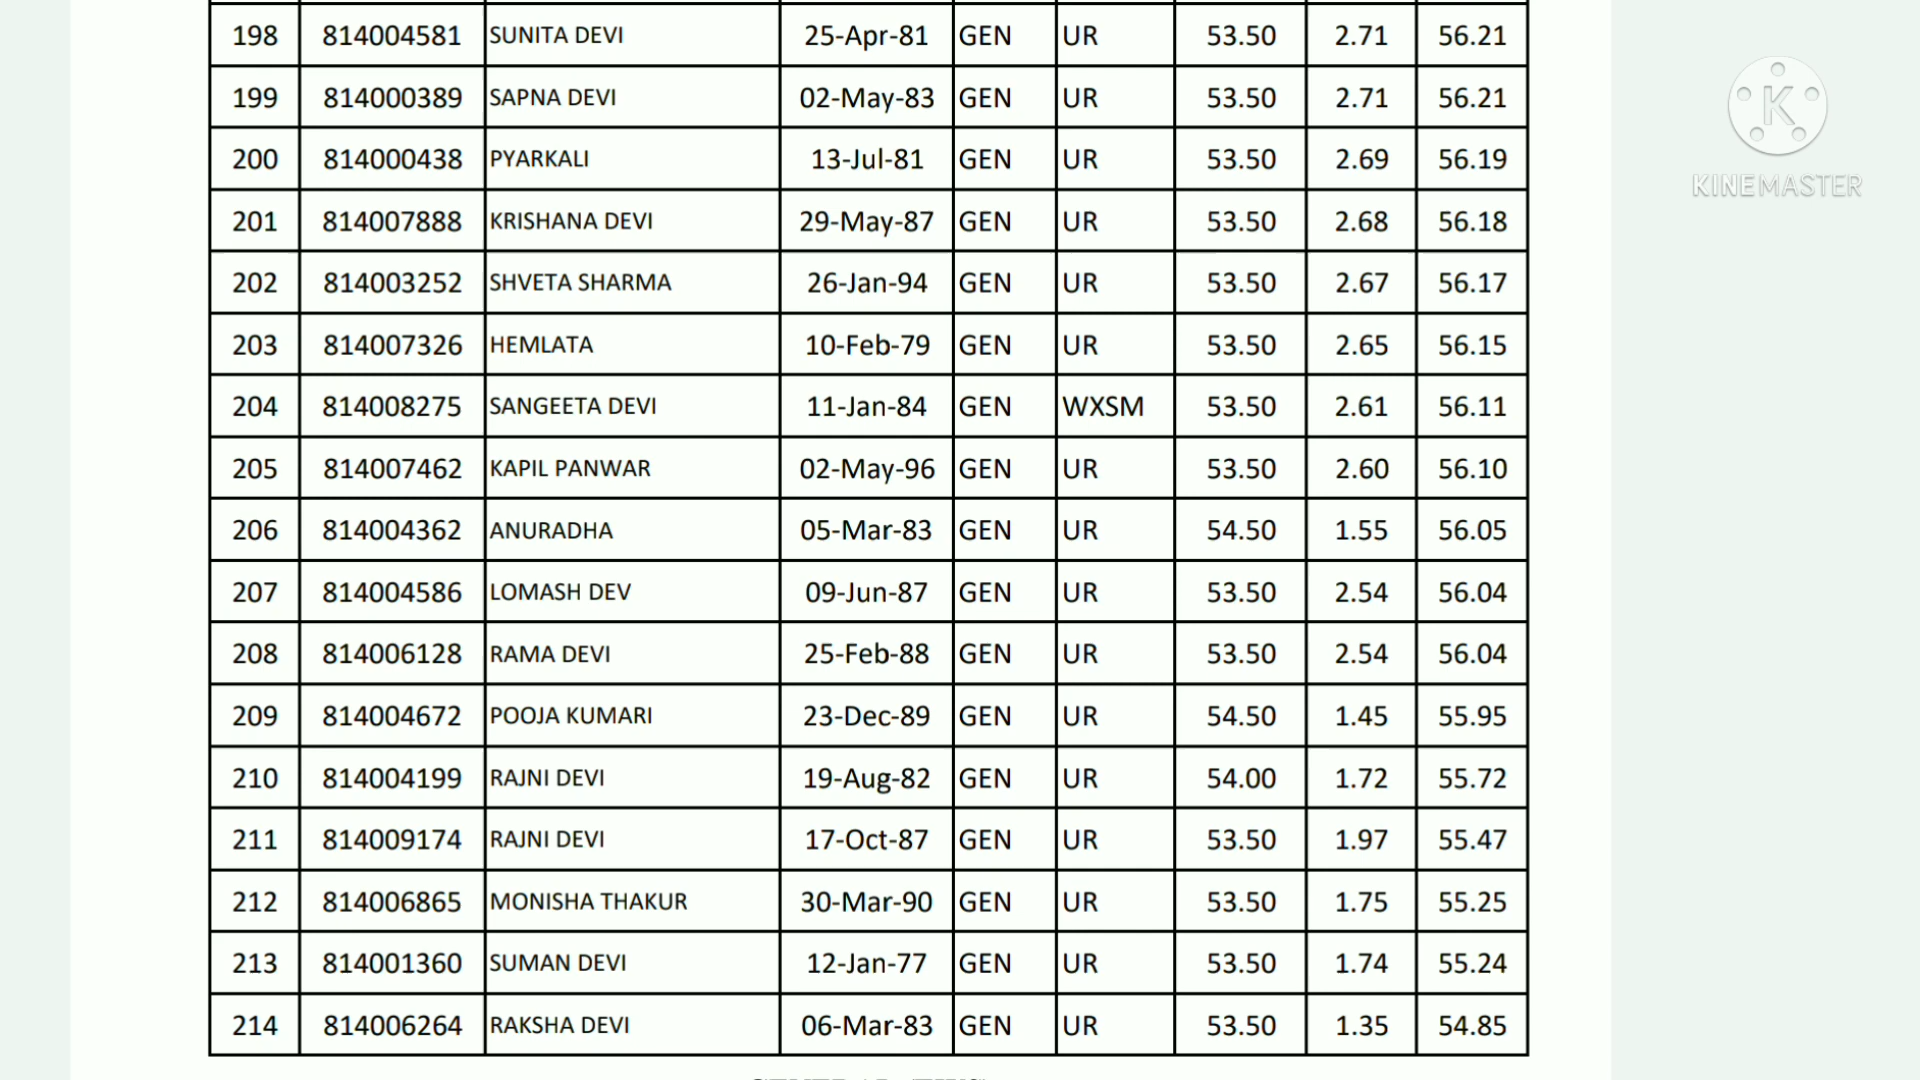 198 814004581 SUNITA DEVI 25-Apr-81 GEN UR 53.50 2.71 56.21
199 814000389 SAPNA DEVI 02-May-83 GEN UR 53.50 2.71 56.21
200 814000438 PYARKALI 13-Jul-81 GEN UR 53.50 2.69 56.19
201 814007888 KRISHANA DEVI 29-May-87 GEN UR 53.50 2.68 56.18
202 814003252 SHVETA SHARMA 26-Jan-94 GEN UR 53.50 2.67 56.17
203 814007326 HEMLATA 10-Feb-79 GEN UR 53.50 2.65 56.15
204 814008275 SANGEETA DEVI 11-Jan-84 GEN WXSM 53.50 2.61 56.11
205 814007462 KAPIL PANWAR 02-May-96 GEN UR 53.50 2.60 56.10
206 814004362 ANURADHA 05-Mar-83 GEN UR 54.50 1.55 56.05
207 814004586 LOMASH DEV 09-Jun-87 GEN UR 53.50 2.54 56.04
208 814006128 RAMA DEVI 25-Feb-88 GEN UR 53.50 2.54 56.04
209 814004672 POOJA KUMARI 23-Dec-89 GEN UR 54.50 1.45 55.95
210 814004199 RAJNI DEVI 19-Aug-82 GEN UR 54.00 1.72 55.72
211 814009174 RAJNI DEVI 17-Oct-87 GEN UR 53.50 1.97 55.47
212 814006865 MONISHA THAKUR 30-Mar-90 GEN UR 53.50 1.75 55.25
213 814001360 SUMAN DEVI 12-Jan-77 GEN UR 53.50 1.74 55.24
214 814006264 RAKSHA DEVI 06-Mar-83 GEN UR 53.50 1.35 54.85
K
KINEMASTER